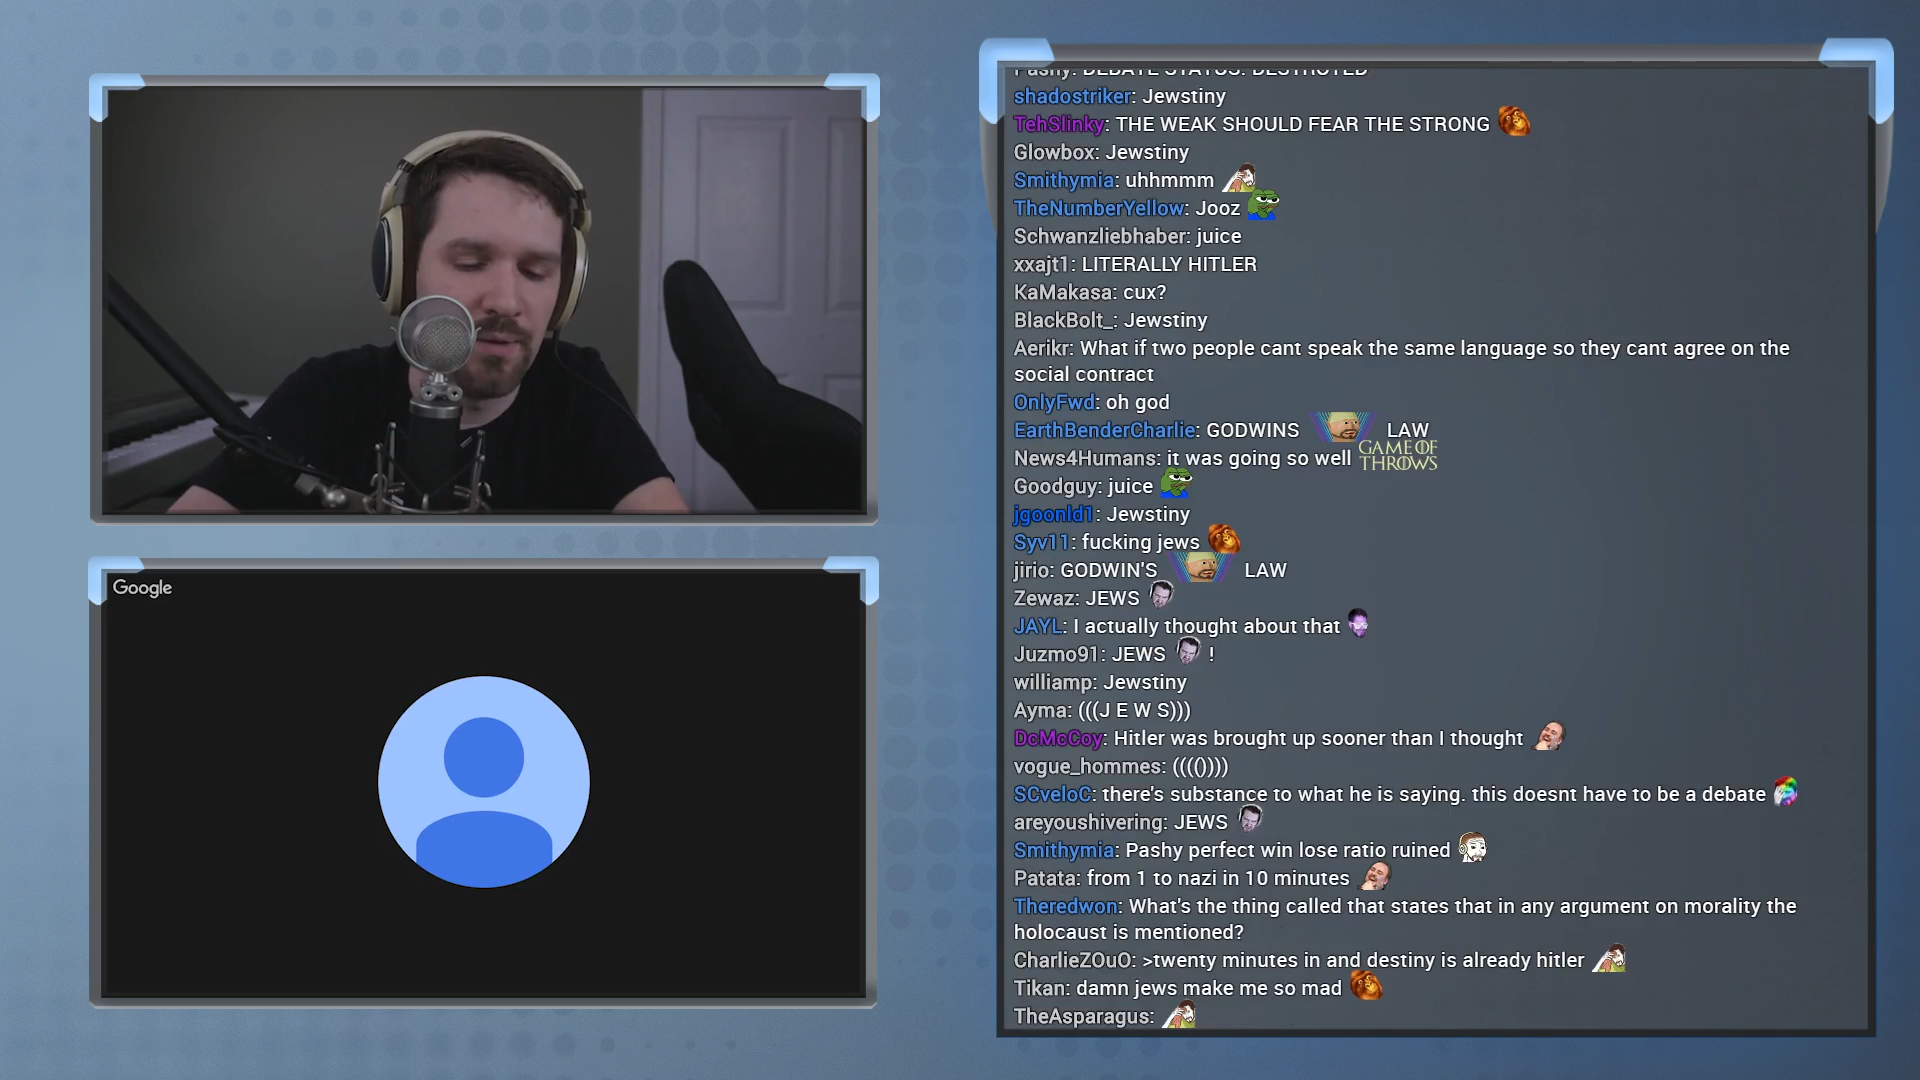 Google
Pashy: DEBATE STATUS: DESTROYED
shadostriker: Jewstiny
TehSlinky: THE WEAK SHOULD FEAR THE STRONG
Glowbox: Jewstiny
Smithymia: uhhmmm
TheNumberYellow: Jooz
Schwanzliebhaber: juice
xxajt1: LITERALLY HITLER
KaMakasa: cux?
BlackBolt_: Jewstiny
Aerikr: What if two people cant speak the same language so they cant agree on the
social contract
OnlyFwd: oh god
EarthBenderCharlie: GODWINS LAW
News4Humans: it was going so well GAME OF THROWS
Goodguy: juice
jgoonld1: Jewstiny
Syv11: fucking jews
jirio: GODWIN'S LAW
Zewaz: JEWS
JAYL: I actually thought about that
Juzmo91: JEWS !
williamp: Jewstiny
Ayma: (((J E W S)))
DcMcCoy: Hitler was brought up sooner than I thought
vogue_hommes: (((())))
SCveloC: there's substance to what he is saying. this doesnt have to be a debate
areyoushivering: JEWS
Smithymia: Pashy perfect win lose ratio ruined
Patata: from 1 to nazi in 10 minutes
Theredwon: What's the thing called that states that in any argument on morality the
holocaust is mentioned?
CharlieZOuO: >twenty minutes in and destiny is already hitler
Tikan: damn jews make me so mad
TheAsparagus: